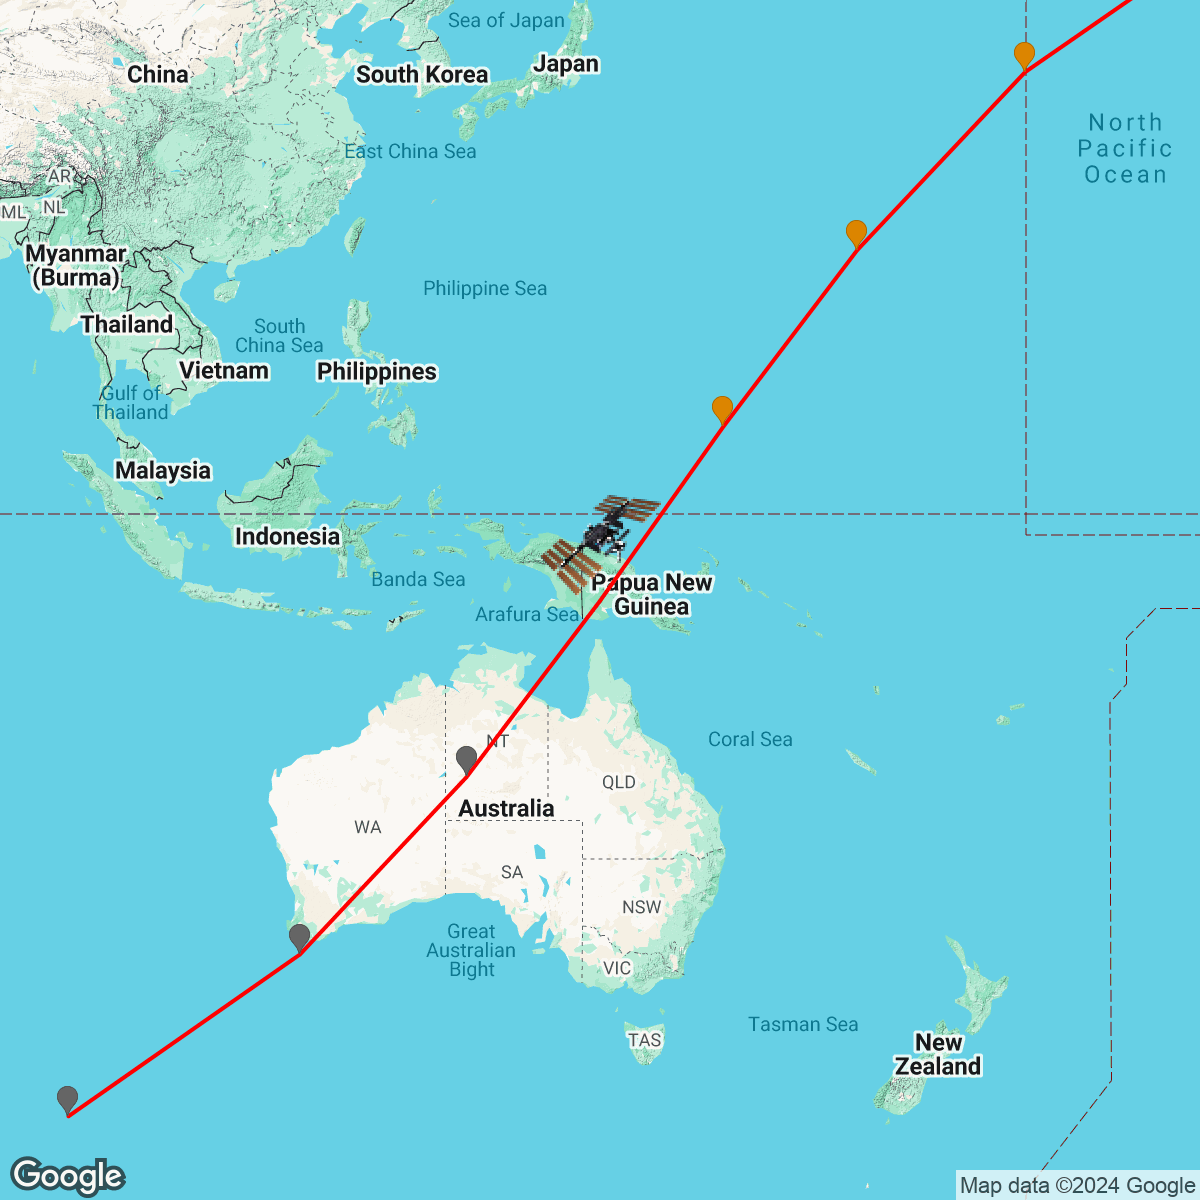 Sea of Japan
Japan
South Korea
China
North
Pacific
Ocean
East China Sea
AR
NL
ML
Myanmar
(Burma)
Philippine Sea
Thailand
South
China Sea
Vietnam
Philippines
Gulf of
Thailand
Malaysia
Indonesia
Banda Sea
Papua New
Guinea
Arafura Sea
NT
Coral Sea
QLD
Australia
WA
SA
NSW
Great
Australian
Bight
VIC
Tasman Sea
TAS
New
Zealand
Google
Map data ©2024 Google